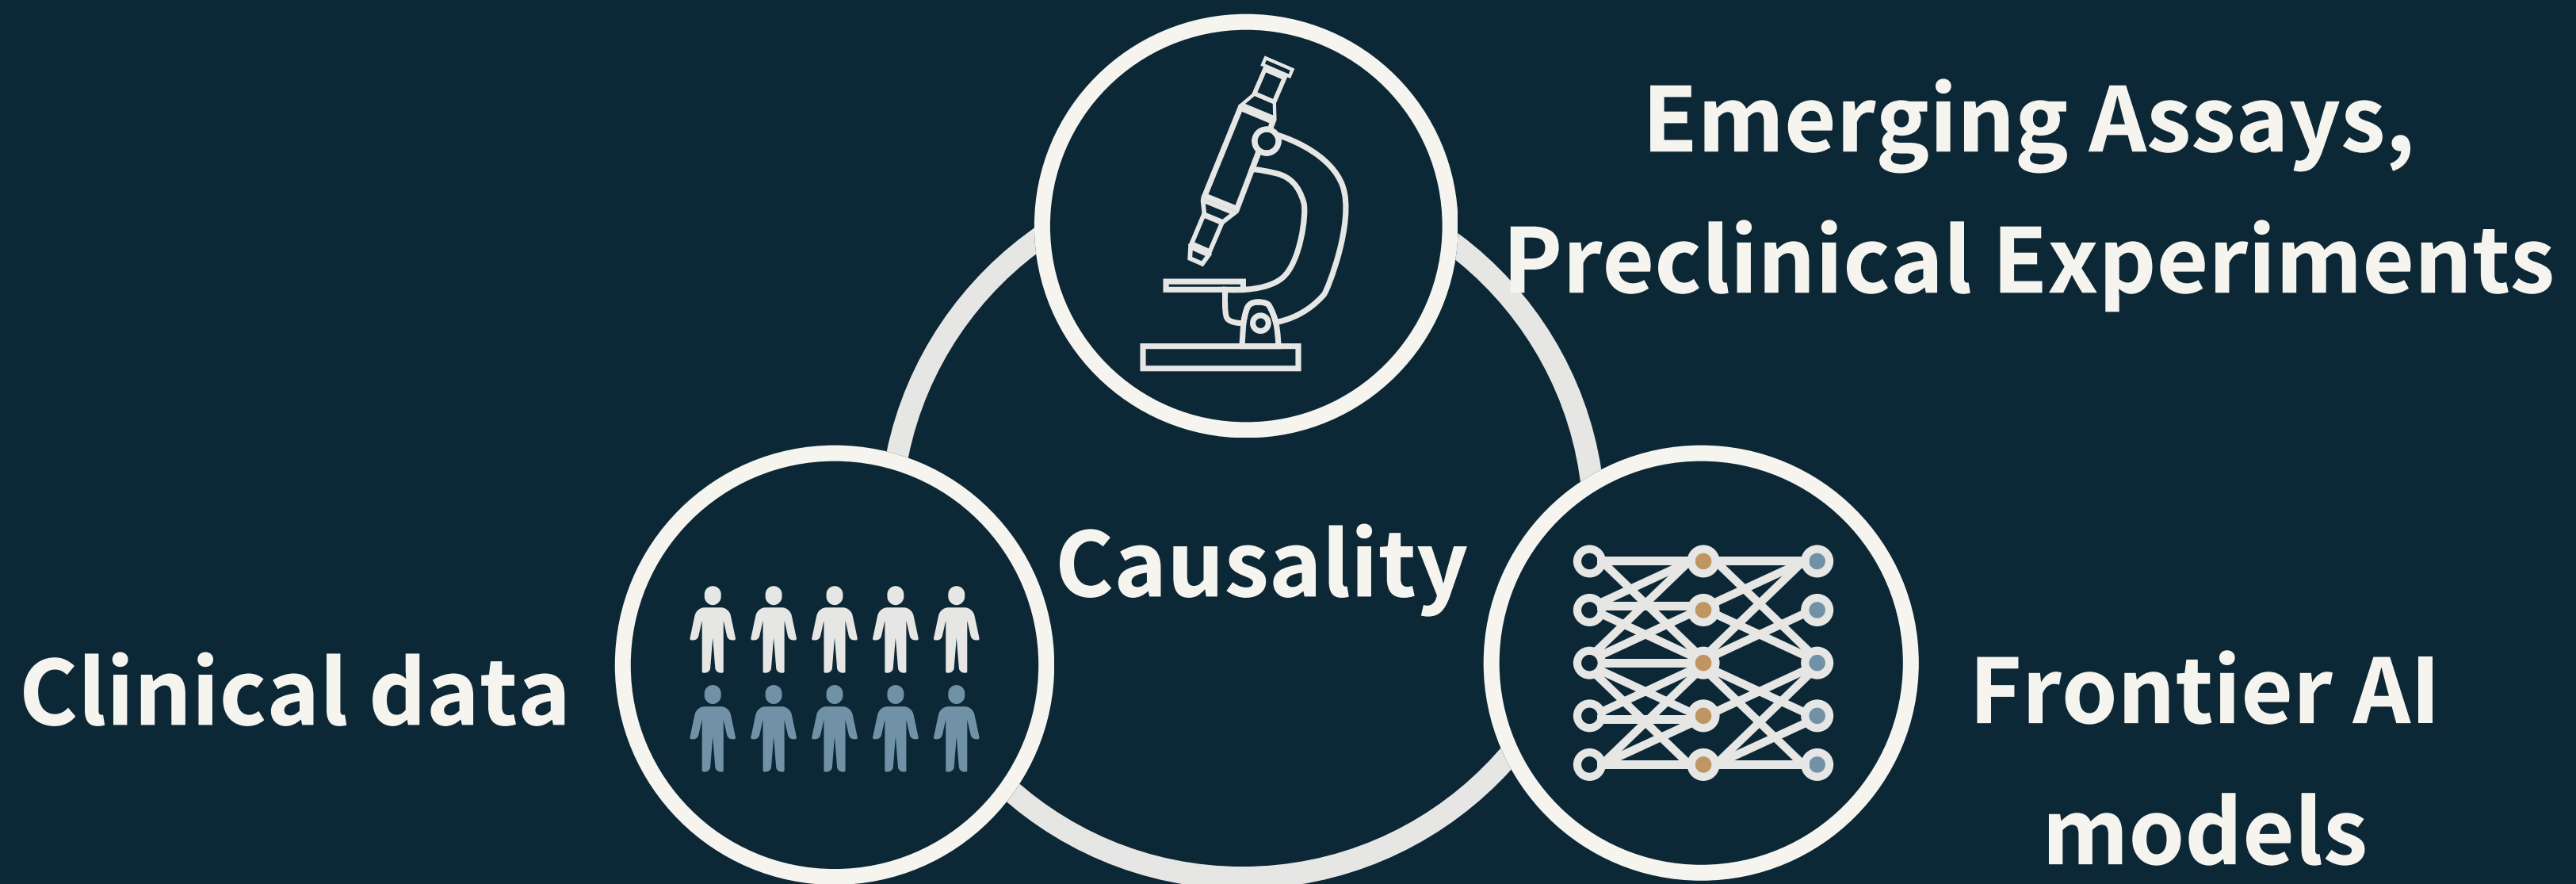 Emerging Assays,
Preclinical Experiments
Causality
Clinical data
Frontier AI
models